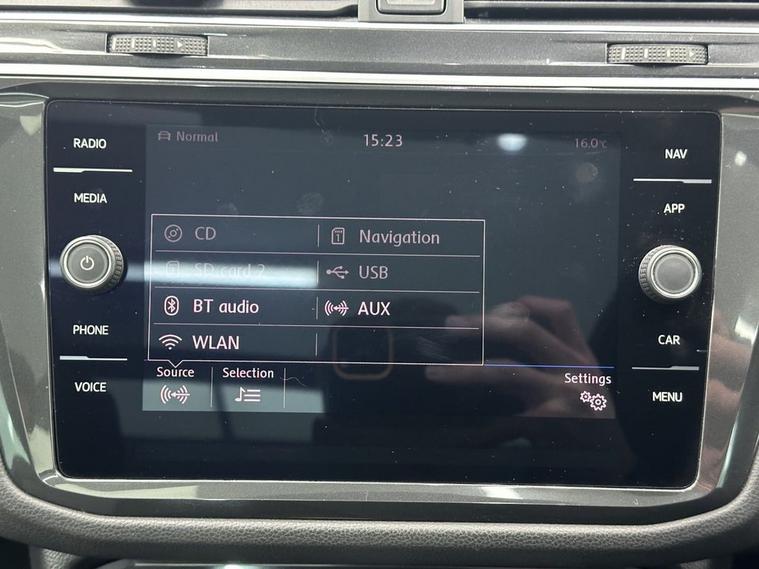 RADIO
MEDIA
PHONE
VOICE
Normal
15:23
16.0°C
CD
1 Navigation
SD card 2
USB
BT audio
AUX
WLAN
Source
Selection
Settings
NAV
APP
CAR
MENU